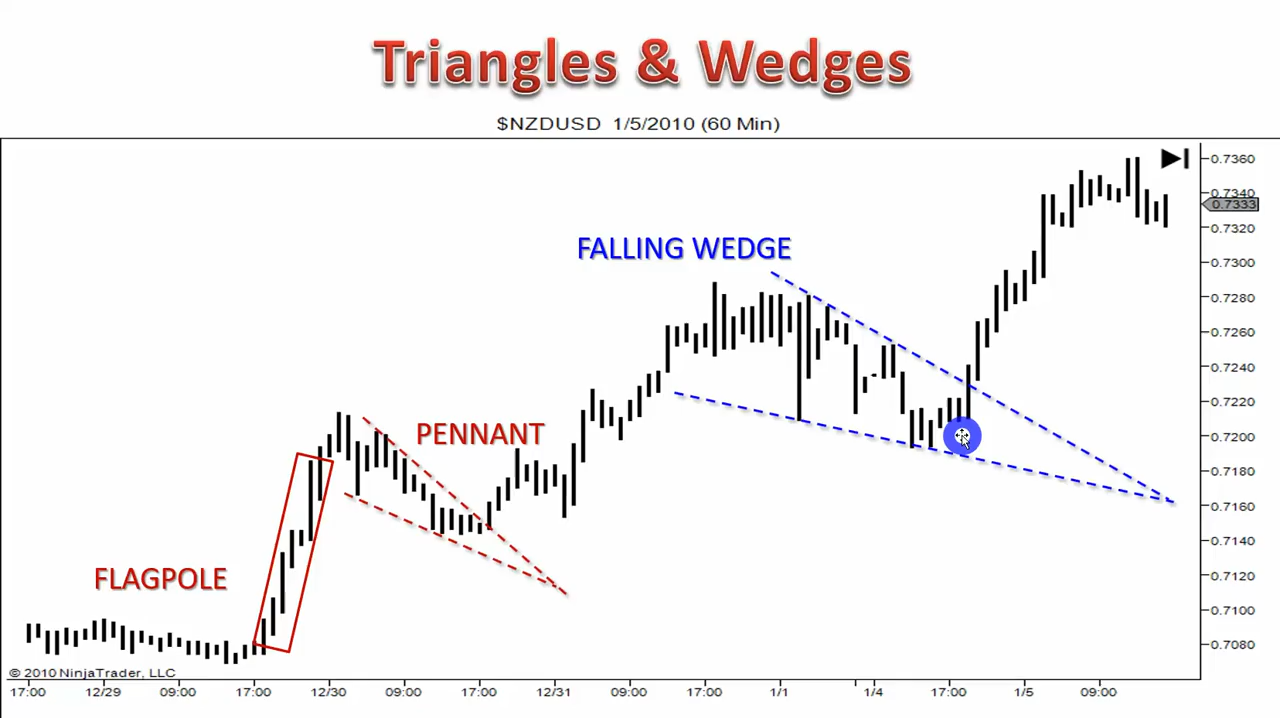 Triangles & Wedges
$NZDUSD 1/5/2010 (60 Min)
0.7360
0.7340
0.7333
0.7320
FALLING WEDGE
0.7300
0.7280
0.7260
0.7240
0.7220
PENNANT
0.7200
0.7180
0.7160
0.7140
FLAGPOLE
0.7120
0.7100
0.7080
© 2010 NinjaTrader, LLC
17:00 12/29 09:00 17:00 12/30 09:00 17:00 12/31 09:00 17:00 1/1 1/4 17:00 1/5 09:00